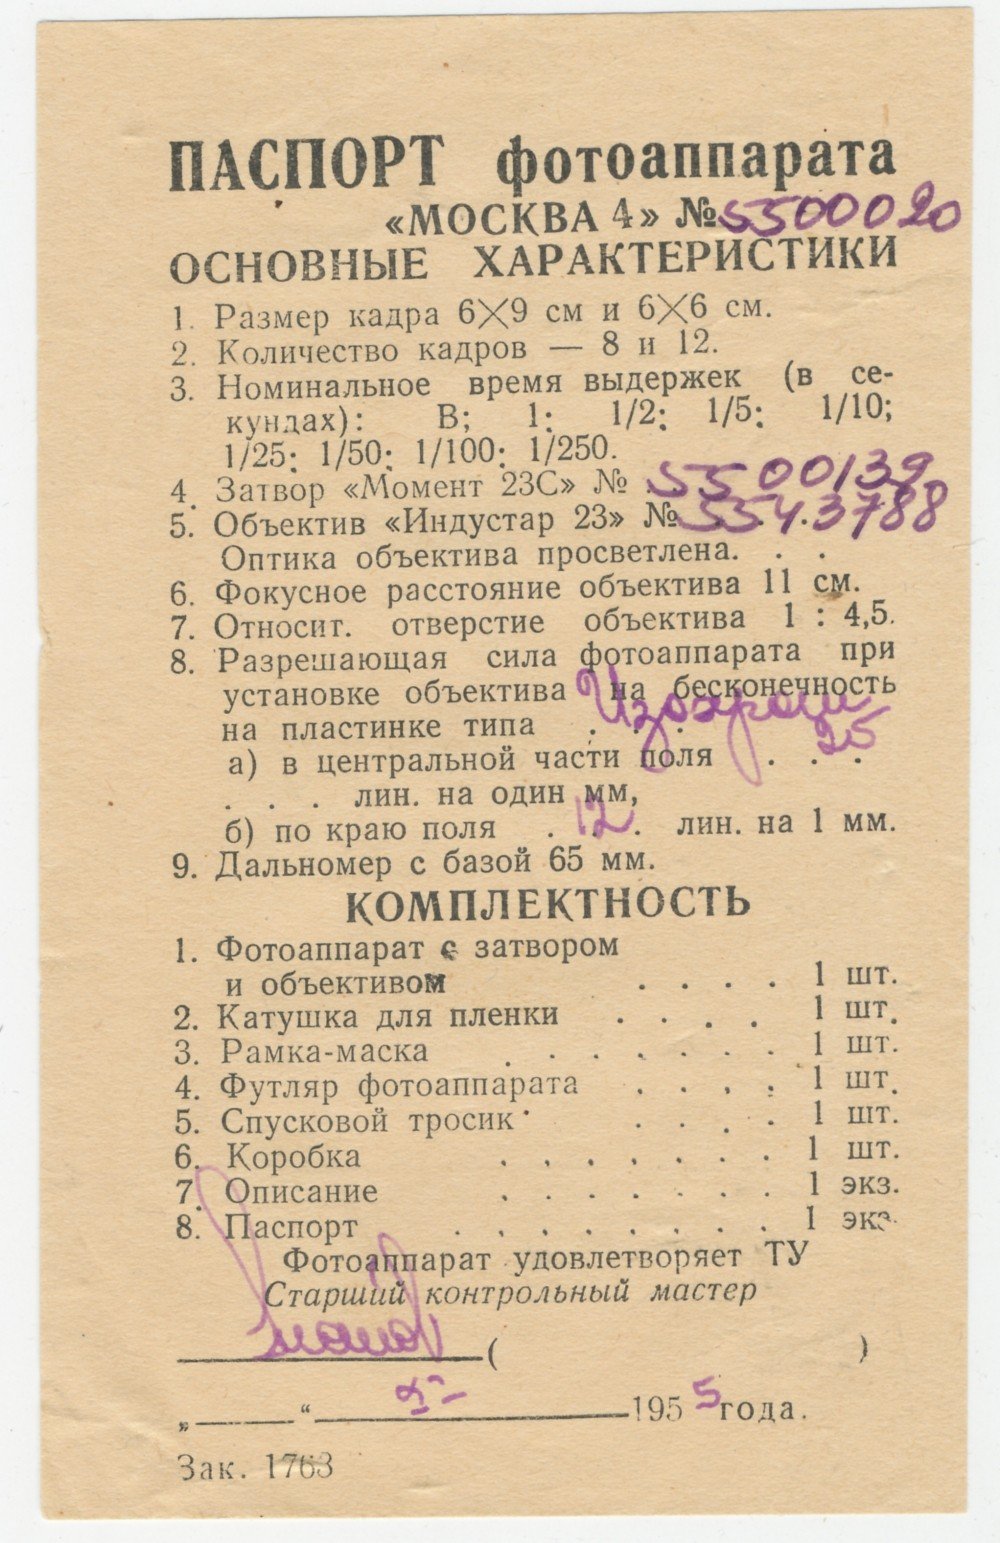 ПАСПОРТ фотоаппарата
«МОСКВА 4» № 5500020
ОСНОВНЫЕ ХАРАКТЕРИСТИКИ
1. Размер кадра 6×9 см и 6×6 см.
2. Количество кадров — 8 и 12.
3. Номинальное время выдержек (в се-
кундах): В; 1; 1/2; 1/5; 1/10;
1/25; 1/50; 1/100; 1/250.
4. Затвор «Момент 23С» № 5500139
5. Объектив «Индустар 23» № 5543788
Оптика объектива просветлена. . .
6. Фокусное расстояние объектива 11 см.
7. Относит. отверстие объектива 1 : 4,5.
8. Разрешающая сила фотоаппарата при
установке объектива на бесконечность
на пластинке типа . . . Изохром
а) в центральной части поля . . . 25
. . . лин. на один мм,
б) по краю поля . 12 . лин. на 1 мм.
9. Дальномер с базой 65 мм.
КОМПЛЕКТНОСТЬ
1. Фотоаппарат с затвором
и объективом . . . . 1 шт.
2. Катушка для пленки . . . . 1 шт.
3. Рамка-маска . . . . . . . 1 шт.
4. Футляр фотоаппарата . . . . 1 шт.
5. Спусковой тросик . . . . 1 шт.
6. Коробка . . . . . . . 1 шт.
7. Описание . . . . . . . 1 экз.
8. Паспорт . . . . . . . . 1 экз.
Фотоаппарат удовлетворяет ТУ
Старший контрольный мастер
( )
„ “ 1955 года.
Зак. 1763